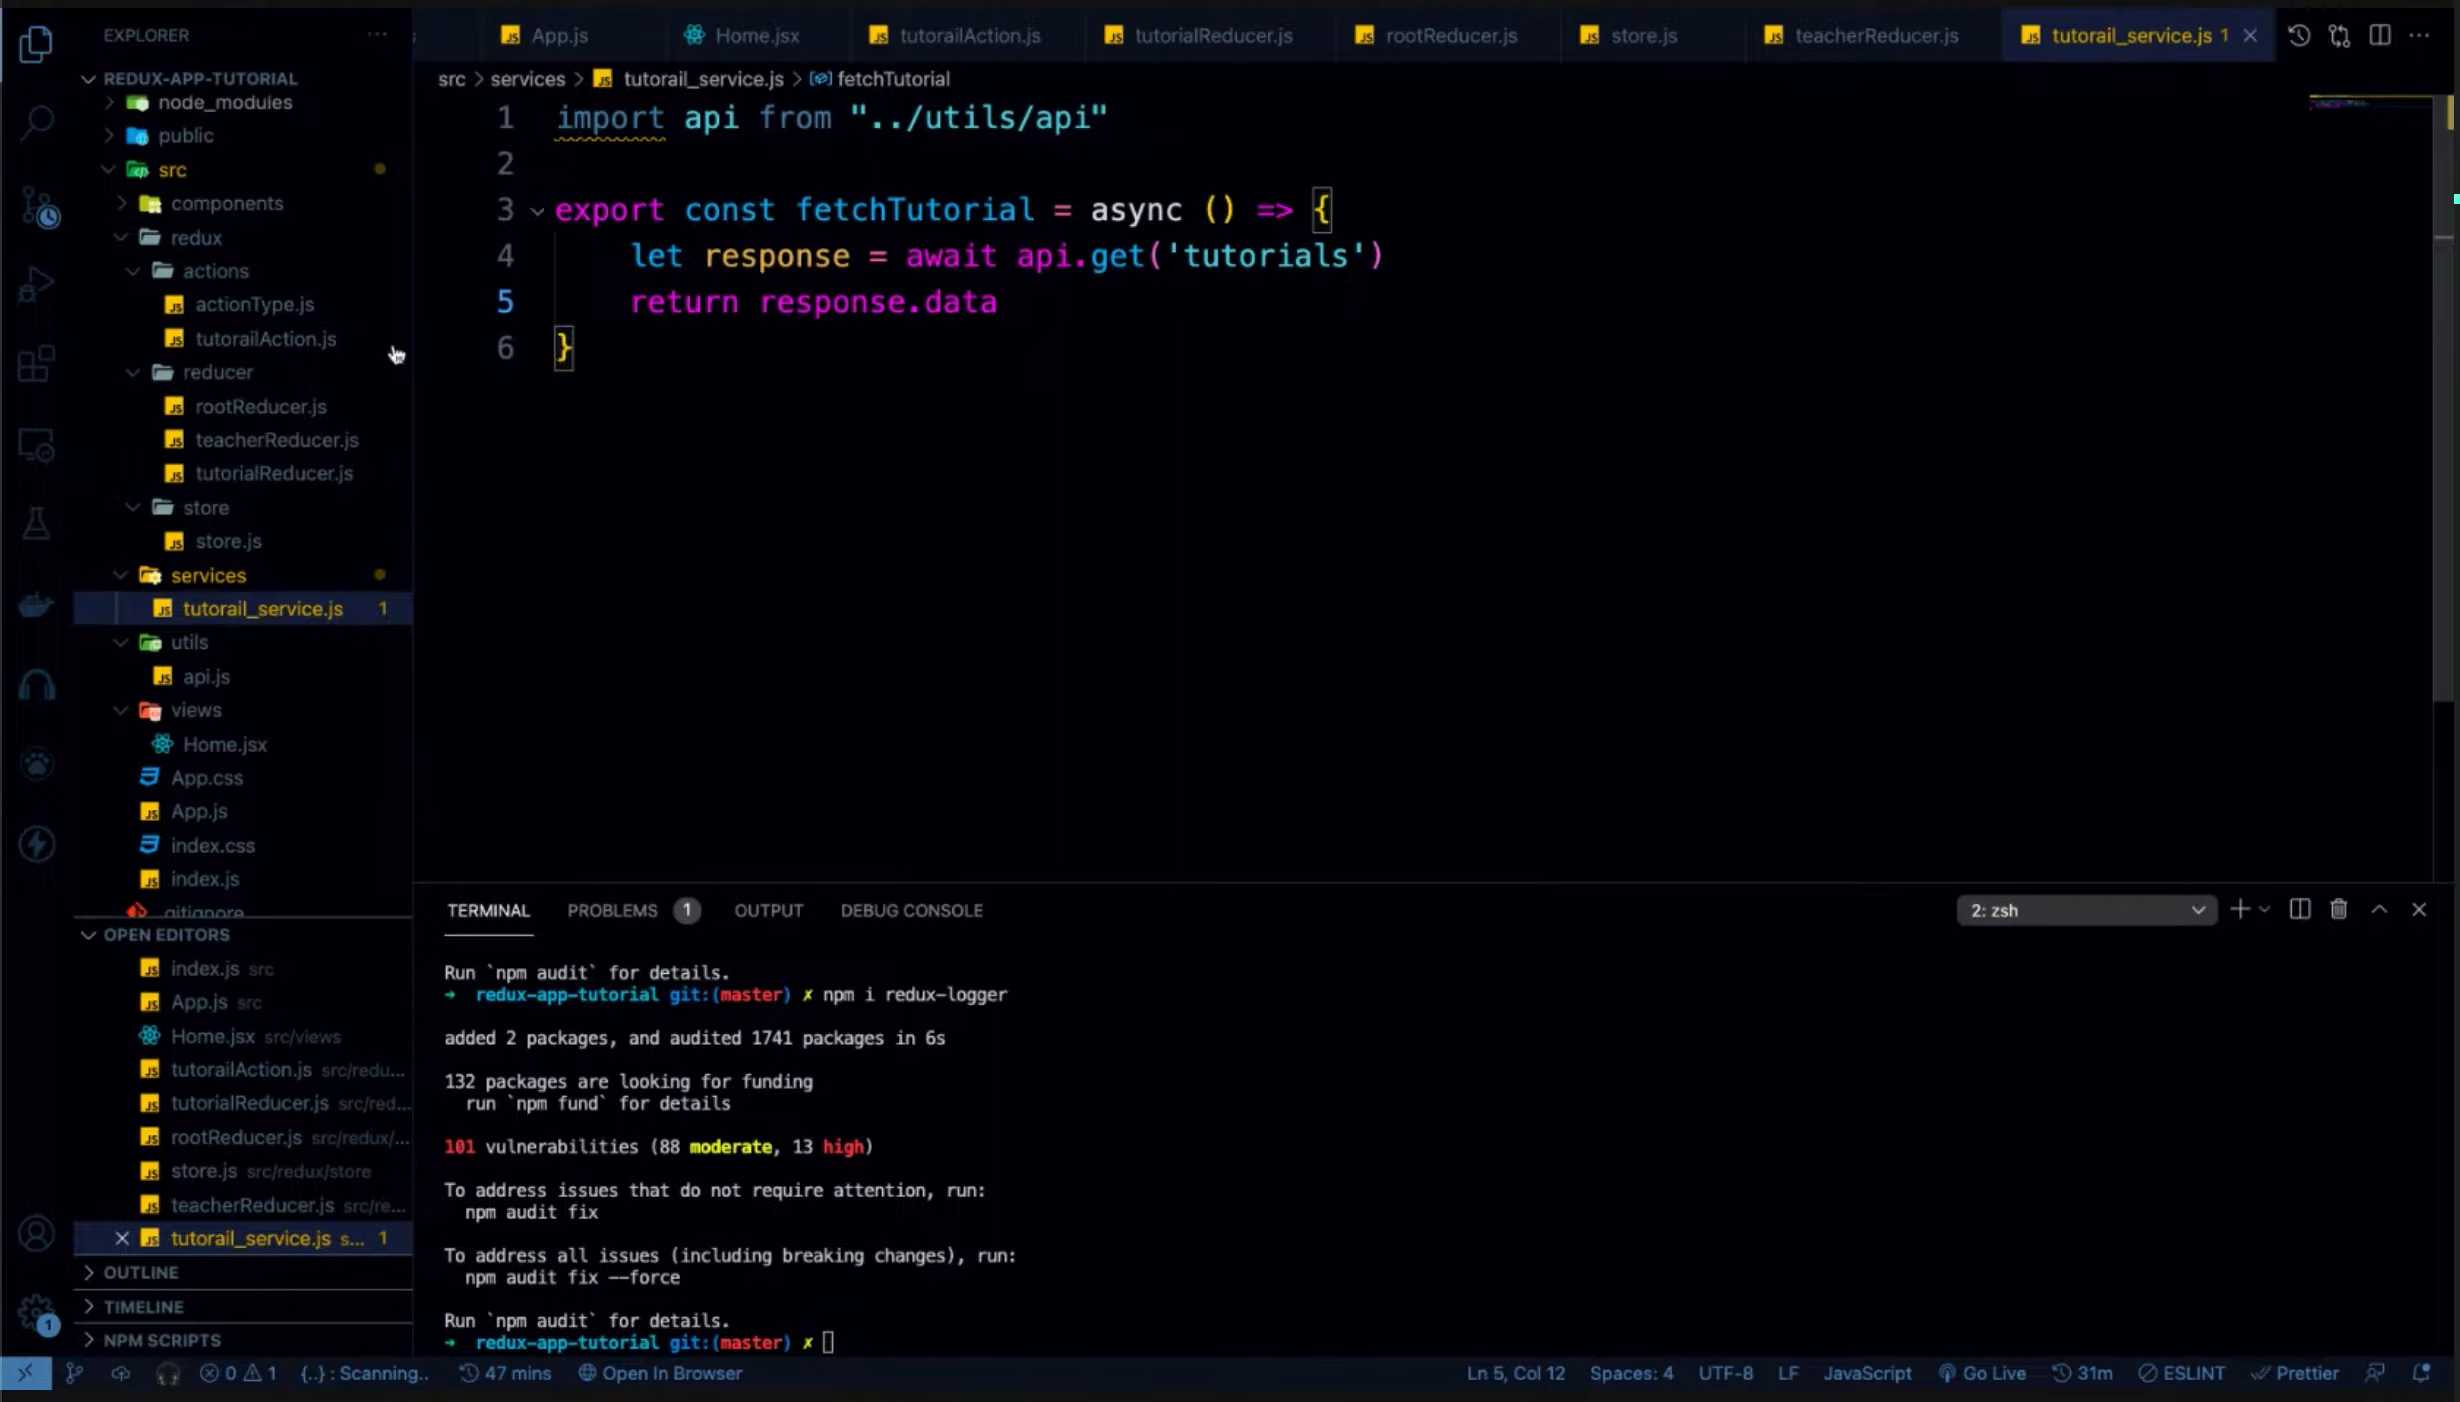 EXPLORER
REDUX-APP-TUTORIAL
node_modules
public
src
components
redux
actions
actionType.js
tutorailAction.js
reducer
rootReducer.js
teacherReducer.js
tutorialReducer.js
store
store.js
services
tutorail_service.js 1
utils
api.js
views
Home.jsx
App.css
App.js
index.css
index.js
.gitignore
OPEN EDITORS
index.js src
App.js src
Home.jsx src/views
tutorailAction.js src/redu...
tutorialReducer.js src/red...
rootReducer.js src/redux/...
store.js src/redux/store
teacherReducer.js src/re...
tutorail_service.js s... 1
OUTLINE
TIMELINE
NPM SCRIPTS
App.js Home.jsx tutorailAction.js tutorialReducer.js rootReducer.js store.js teacherReducer.js tutorail_service.js 1
src > services > tutorail_service.js > fetchTutorial
1 import api from "../utils/api"
2
3 export const fetchTutorial = async () => {
4 let response = await api.get('tutorials')
5 return response.data
6 }
TERMINAL PROBLEMS 1 OUTPUT DEBUG CONSOLE 2: zsh
Run `npm audit` for details.
→ redux-app-tutorial git:(master) ✗ npm i redux-logger
added 2 packages, and audited 1741 packages in 6s
132 packages are looking for funding
run `npm fund` for details
101 vulnerabilities (88 moderate, 13 high)
To address issues that do not require attention, run:
npm audit fix
To address all issues (including breaking changes), run:
npm audit fix --force
Run `npm audit` for details.
→ redux-app-tutorial git:(master) ✗
1
0 1 {..} : Scanning.. 47 mins Open In Browser Ln 5, Col 12 Spaces: 4 UTF-8 LF JavaScript Go Live 31m ESLINT Prettier